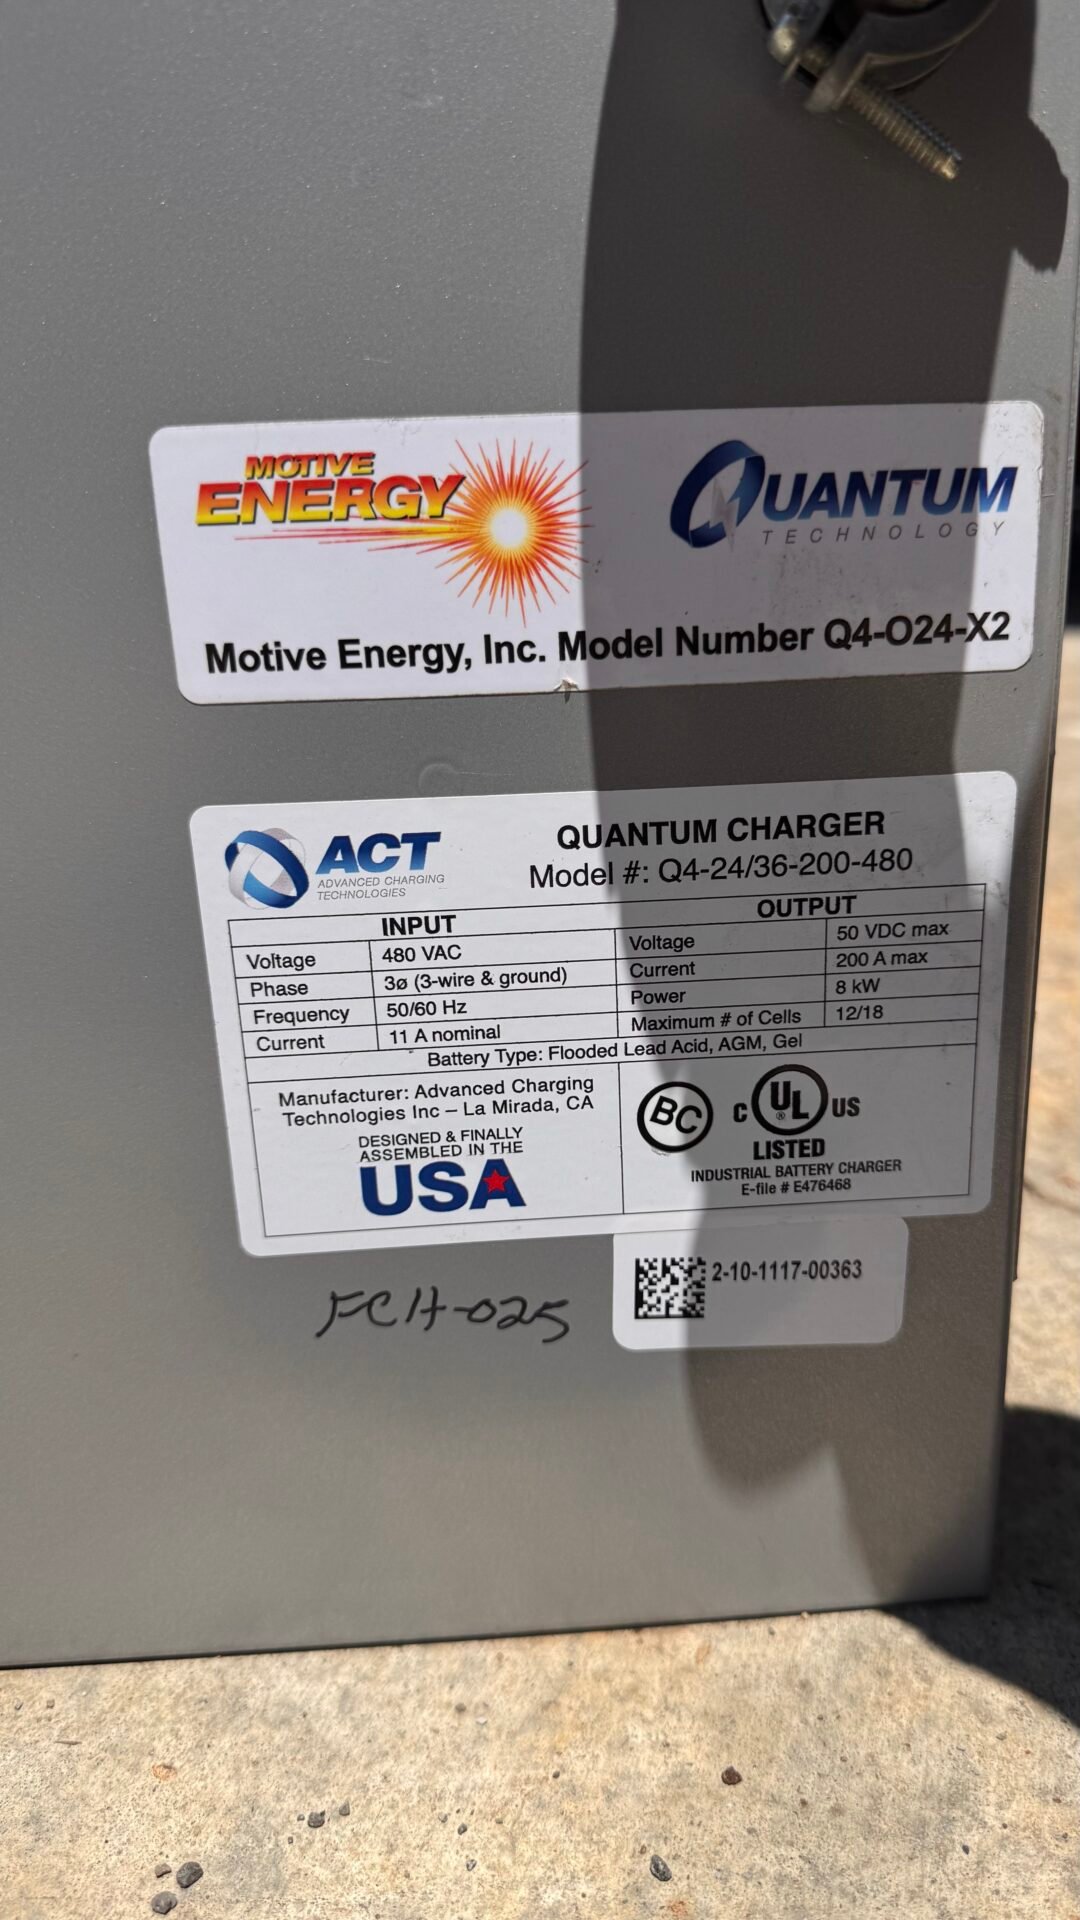 MOTIVE
ENERGY
QUANTUM
TECHNOLOGY
Motive Energy, Inc. Model Number Q4-O24-X2
ACT
ADVANCED CHARGING
TECHNOLOGIES
QUANTUM CHARGER
Model #: Q4-24/36-200-480
INPUT
Voltage 480 VAC
Phase 3ø (3-wire & ground)
Frequency 50/60 Hz
Current 11 A nominal
OUTPUT
Voltage 50 VDC max
Current 200 A max
Power 8 kW
Maximum # of Cells 12/18
Battery Type: Flooded Lead Acid, AGM, Gel
Manufacturer: Advanced Charging
Technologies Inc – La Mirada, CA
DESIGNED & FINALLY
ASSEMBLED IN THE
USA
BC
C UL® US
LISTED
INDUSTRIAL BATTERY CHARGER
E-file # E476468
2-10-1117-00363
FCH-025